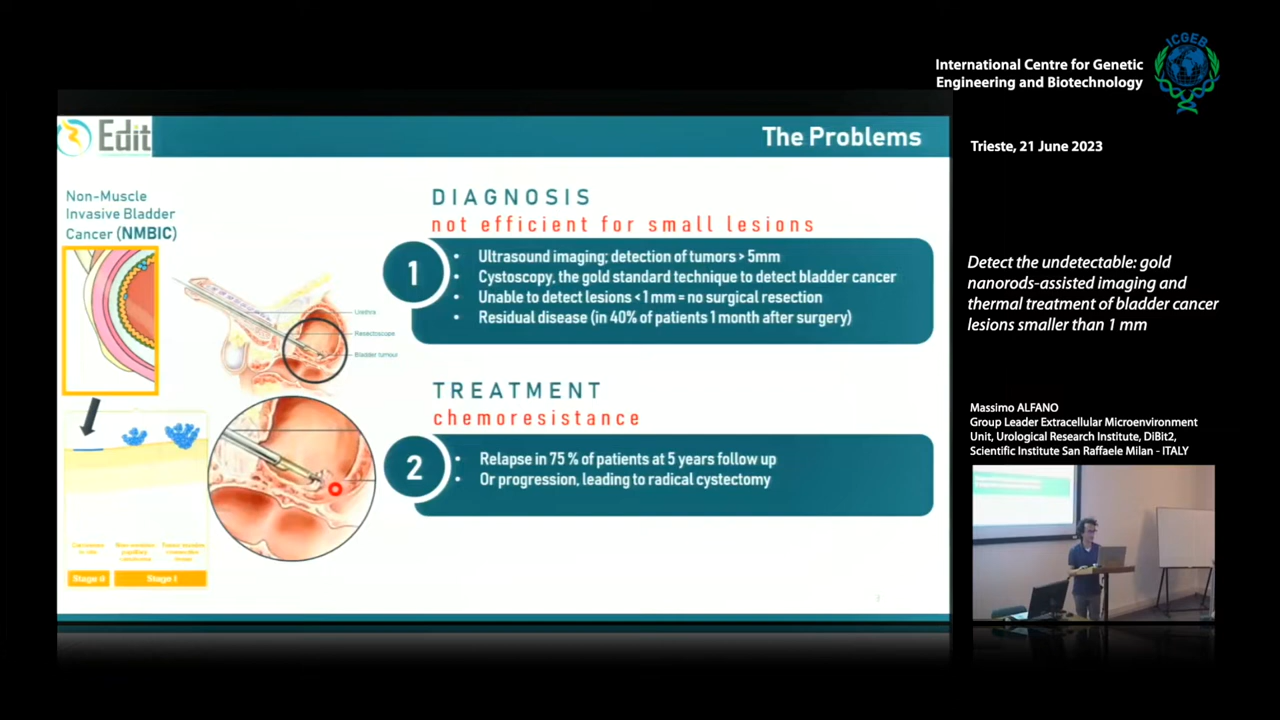 International Centre for Genetic
Engineering and Biotechnology
ICGEB
Trieste, 21 June 2023
Edit
The Problems
Non-Muscle
Invasive Bladder
Cancer (NMBIC)
Urethra
Resectoscope
Bladder tumour
Carcinoma
in situ
Stage 0
Stage I
DIAGNOSIS
not efficient for small lesions
1
• Ultrasound imaging; detection of tumors > 5mm
• Cystoscopy, the gold standard technique to detect bladder cancer
• Unable to detect lesions < 1 mm = no surgical resection
• Residual disease (in 40% of patients 1 month after surgery)
TREATMENT
chemoresistance
2
• Relapse in 75 % of patients at 5 years follow up
• Or progression, leading to radical cystectomy
3
Detect the undetectable: gold
nanorods-assisted imaging and
thermal treatment of bladder cancer
lesions smaller than 1 mm
Massimo ALFANO
Group Leader Extracellular Microenvironment
Unit, Urological Research Institute, DiBit2,
Scientific Institute San Raffaele Milan - ITALY